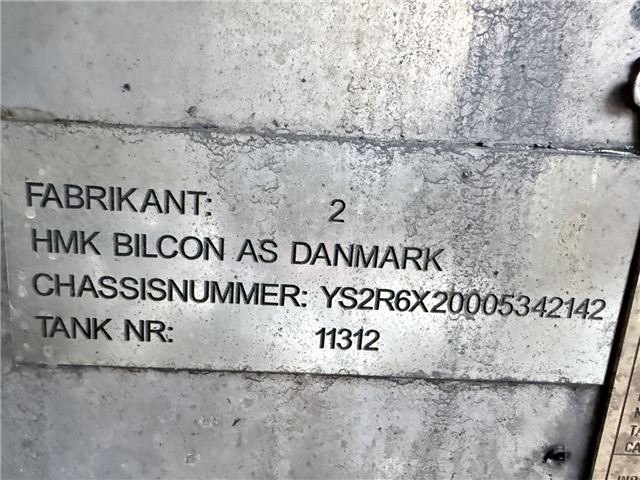 FABRIKANT: 2
HMK BILCON AS DANMARK
CHASSISNUMMER: YS2R6X20005342142
TANK NR: 11312